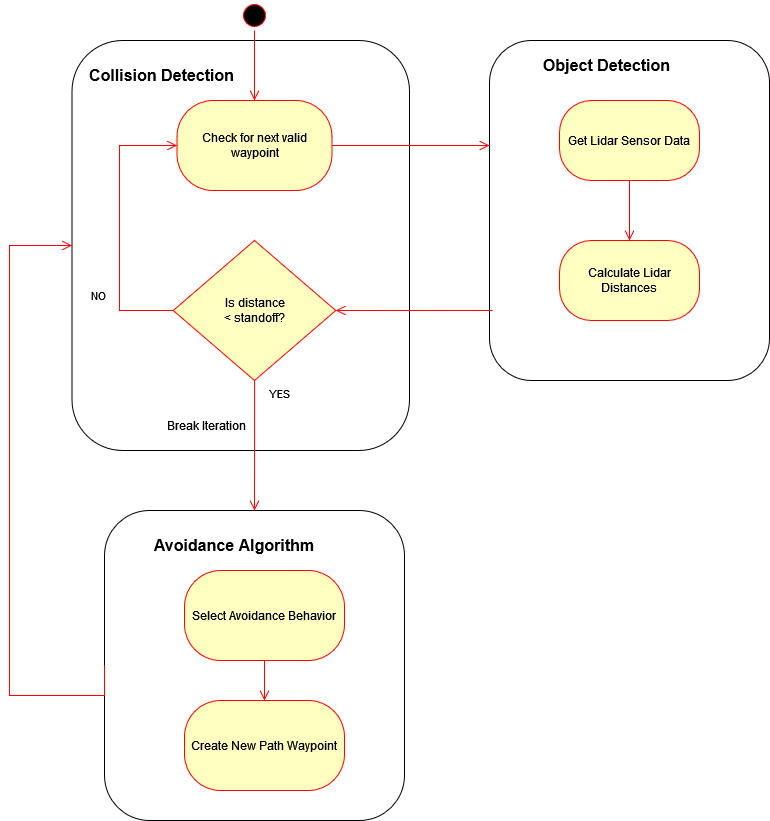 Collision Detection
Object Detection
Check for next valid
waypoint
Get Lidar Sensor Data
Calculate Lidar
Distances
Is distance
< standoff?
NO
YES
Break Iteration
Avoidance Algorithm
Select Avoidance Behavior
Create New Path Waypoint